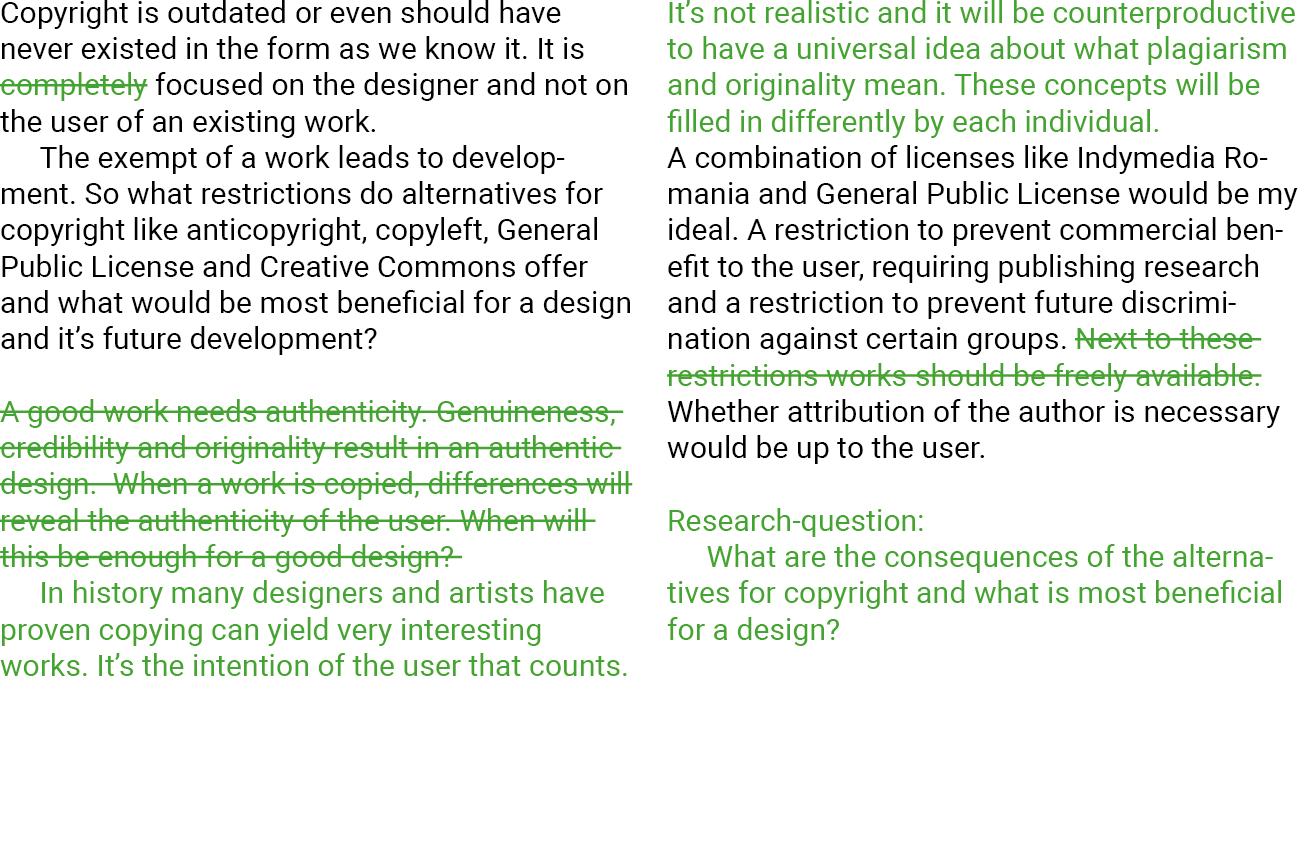 Copyright is outdated or even should have
never existed in the form as we know it. It is
completely focused on the designer and not on
the user of an existing work.
The exempt of a work leads to develop-
ment. So what restrictions do alternatives for
copyright like anticopyright, copyleft, General
Public License and Creative Commons offer
and what would be most beneficial for a design
and it’s future development?
A good work needs authenticity. Genuineness,
credibility and originality result in an authentic
design.  When a work is copied, differences will
reveal the authenticity of the user. When will
this be enough for a good design?
In history many designers and artists have
proven copying can yield very interesting
works. It’s the intention of the user that counts.
It’s not realistic and it will be counterproductive
to have a universal idea about what plagiarism
and originality mean. These concepts will be
filled in differently by each individual.
A combination of licenses like Indymedia Ro-
mania and General Public License would be my
ideal. A restriction to prevent commercial ben-
efit to the user, requiring publishing research
and a restriction to prevent future discrimi-
nation against certain groups. Next to these
restrictions works should be freely available.
Whether attribution of the author is necessary
would be up to the user.
Research-question:
What are the consequences of the alterna-
tives for copyright and what is most beneficial
for a design?